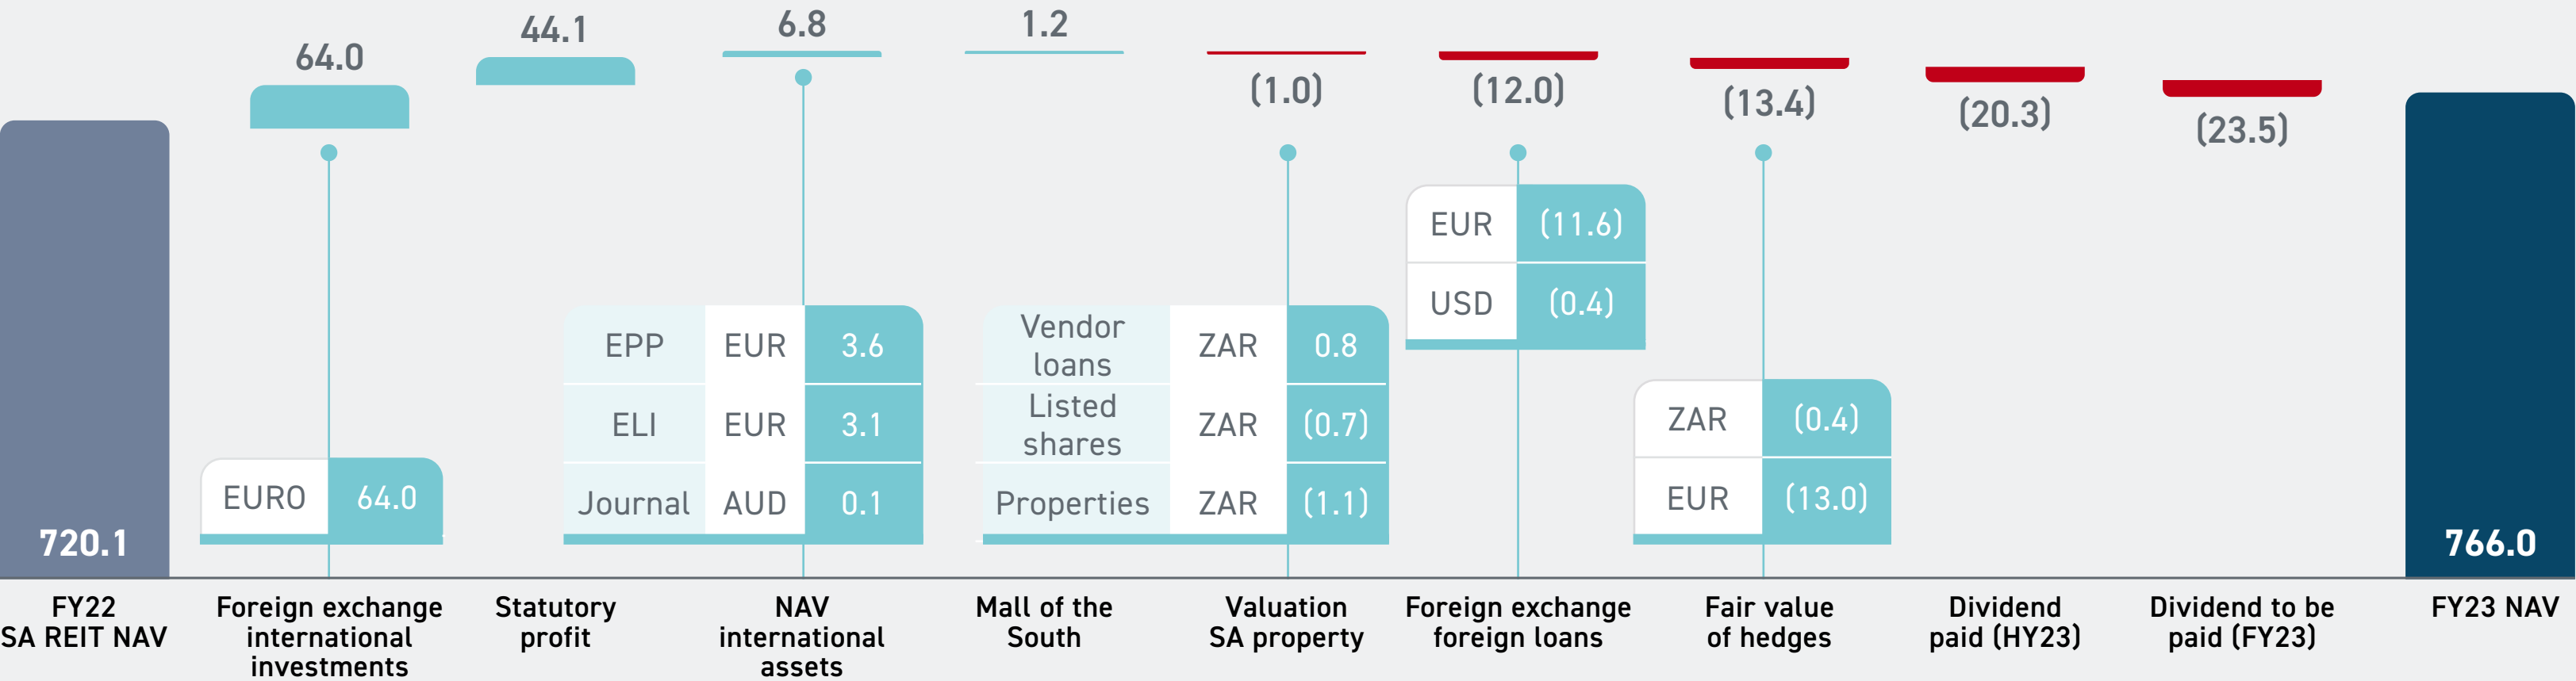 64.0
44.1
6.8
1.2
(1.0)
(12.0)
(13.4)
(20.3)
(23.5)
EUR (11.6)
USD (0.4)
EPP EUR 3.6
ELI EUR 3.1
Journal AUD 0.1
Vendor
loans
ZAR 0.8
Listed
shares
ZAR (0.7)
Properties ZAR (1.1)
ZAR (0.4)
EUR (13.0)
EURO 64.0
720.1
766.0
FY22
SA REIT NAV
Foreign exchange
international
investments
Statutory
profit
NAV
international
assets
Mall of the
South
Valuation
SA property
Foreign exchange
foreign loans
Fair value
of hedges
Dividend
paid (HY23)
Dividend to be
paid (FY23)
FY23 NAV